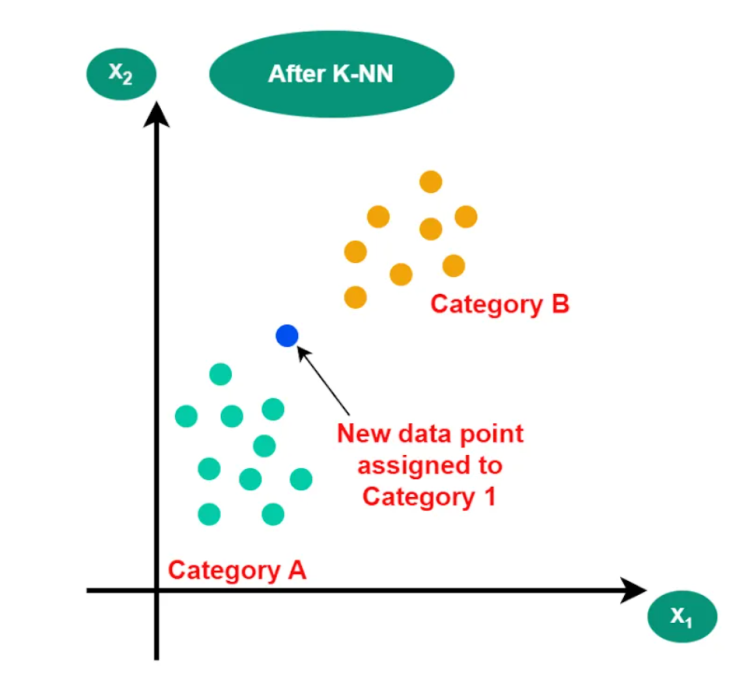 X₂
After K-NN
Category B
New data point
assigned to
Category 1
Category A
X₁